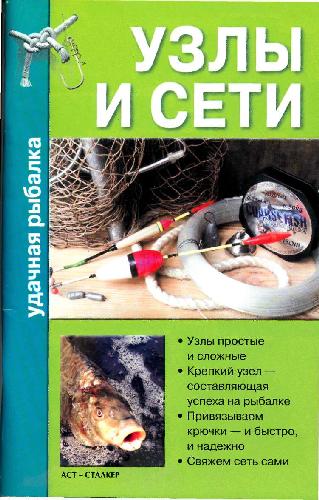 УЗЛЫ
И СЕТИ
удачная рыбалка
• Узлы простые
и сложные
• Крепкий узел —
составляющая
успеха на рыбалке
• Привязываем
крючки — и быстро,
и надежно
• Свяжем сеть сами
АСТ – СТАЛКЕР